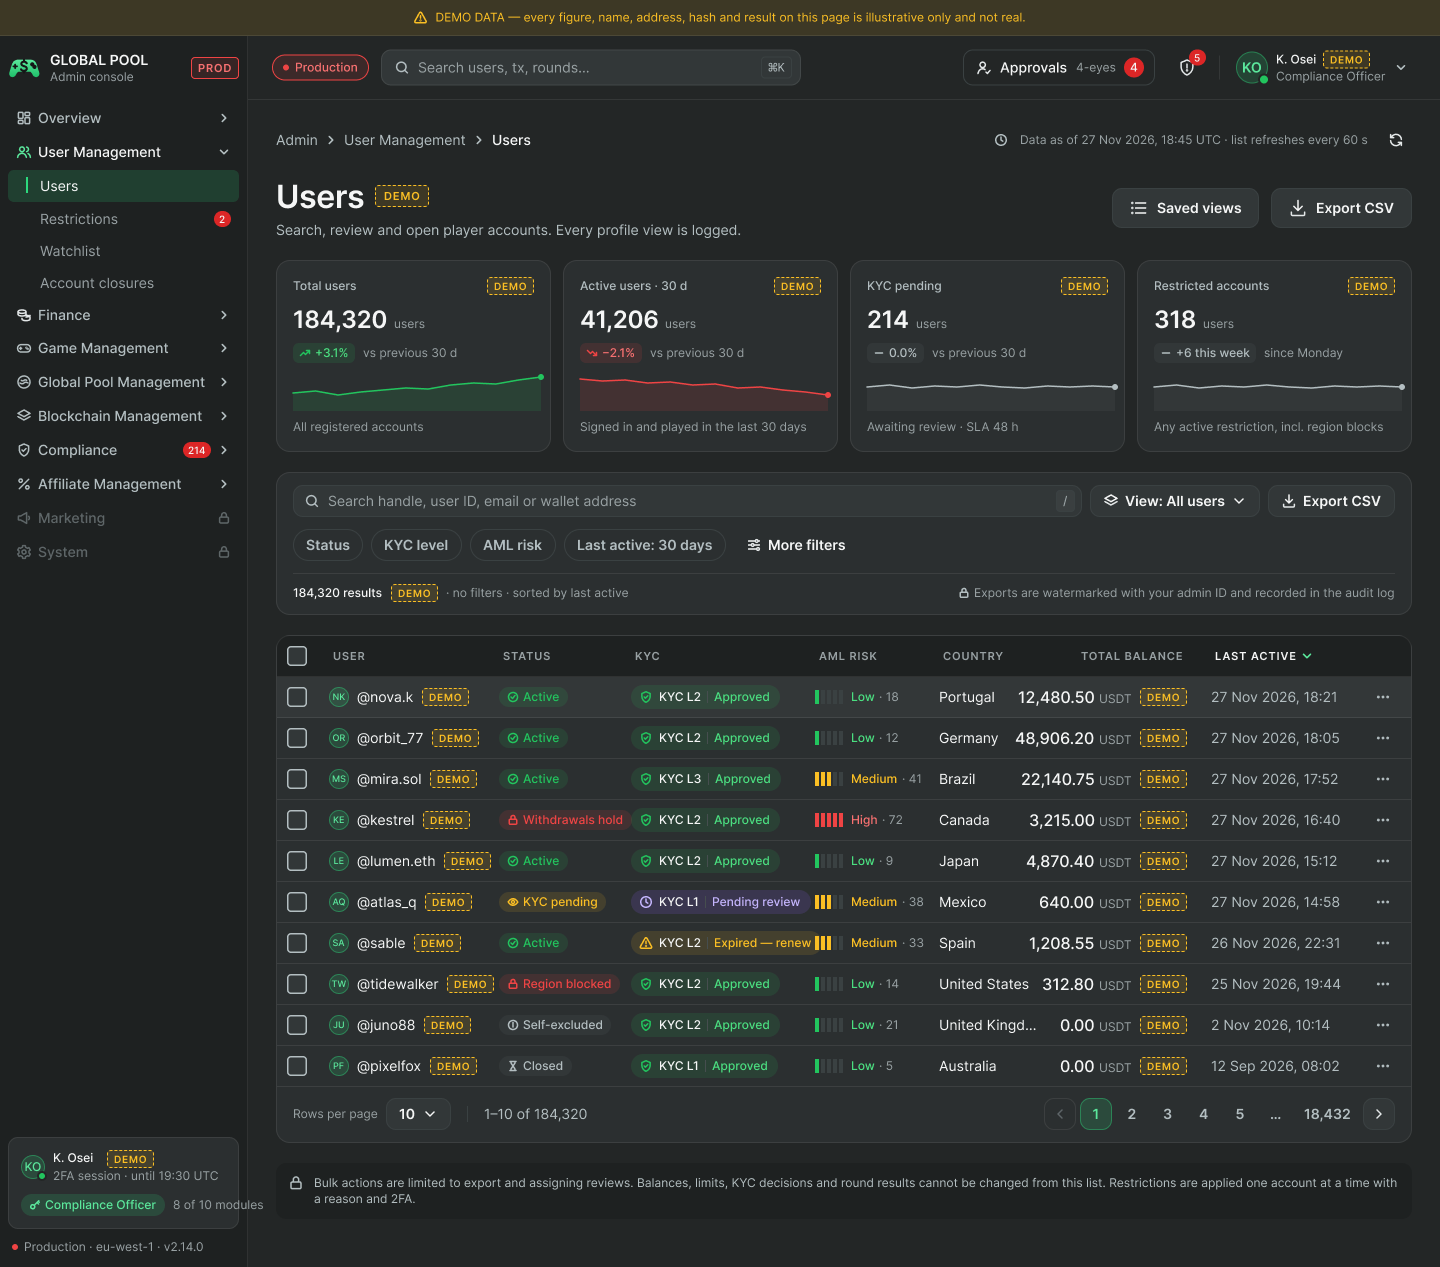 DEMO DATA — every figure, name, address, hash and result on this page is illustrative only and not real.
GLOBAL POOL
Admin console
PROD
Production
Search users, tx, rounds...
⌘K
Approvals 4-eyes 4
5
KO
K. Osei DEMO
Compliance Officer
Overview
User Management
Users
Restrictions 2
Watchlist
Account closures
Finance
Game Management
Global Pool Management
Blockchain Management
Compliance 214
Affiliate Management
Marketing
System
Admin > User Management > Users
Data as of 27 Nov 2026, 18:45 UTC · list refreshes every 60 s
Users DEMO
Search, review and open player accounts. Every profile view is logged.
Saved views
Export CSV
Total users DEMO
184,320 users
+3.1% vs previous 30 d
All registered accounts
Active users · 30 d DEMO
41,206 users
−2.1% vs previous 30 d
Signed in and played in the last 30 days
KYC pending DEMO
214 users
0.0% vs previous 30 d
Awaiting review · SLA 48 h
Restricted accounts DEMO
318 users
+6 this week since Monday
Any active restriction, incl. region blocks
Search handle, user ID, email or wallet address /
View: All users
Export CSV
Status KYC level AML risk Last active: 30 days More filters
184,320 results DEMO · no filters · sorted by last active
Exports are watermarked with your admin ID and recorded in the audit log
USER STATUS KYC AML RISK COUNTRY TOTAL BALANCE LAST ACTIVE
NK @nova.k DEMO Active KYC L2 Approved Low · 18 Portugal 12,480.50 USDT DEMO 27 Nov 2026, 18:21
OR @orbit_77 DEMO Active KYC L2 Approved Low · 12 Germany 48,906.20 USDT DEMO 27 Nov 2026, 18:05
MS @mira.sol DEMO Active KYC L3 Approved Medium · 41 Brazil 22,140.75 USDT DEMO 27 Nov 2026, 17:52
KE @kestrel DEMO Withdrawals hold KYC L2 Approved High · 72 Canada 3,215.00 USDT DEMO 27 Nov 2026, 16:40
LE @lumen.eth DEMO Active KYC L2 Approved Low · 9 Japan 4,870.40 USDT DEMO 27 Nov 2026, 15:12
AQ @atlas_q DEMO KYC pending KYC L1 Pending review Medium · 38 Mexico 640.00 USDT DEMO 27 Nov 2026, 14:58
SA @sable DEMO Active KYC L2 Expired — renew Medium · 33 Spain 1,208.55 USDT DEMO 26 Nov 2026, 22:31
TW @tidewalker DEMO Region blocked KYC L2 Approved Low · 14 United States 312.80 USDT DEMO 25 Nov 2026, 19:44
JU @juno88 DEMO Self-excluded KYC L2 Approved Low · 21 United Kingd... 0.00 USDT DEMO 2 Nov 2026, 10:14
PF @pixelfox DEMO Closed KYC L1 Approved Low · 5 Australia 0.00 USDT DEMO 12 Sep 2026, 08:02
Rows per page 10 1–10 of 184,320
1 2 3 4 5 ... 18,432
Bulk actions are limited to export and assigning reviews. Balances, limits, KYC decisions and round results cannot be changed from this list. Restrictions are applied one account at a time with
a reason and 2FA.
KO
K. Osei DEMO
2FA session · until 19:30 UTC
Compliance Officer 8 of 10 modules
Production · eu-west-1 · v2.14.0